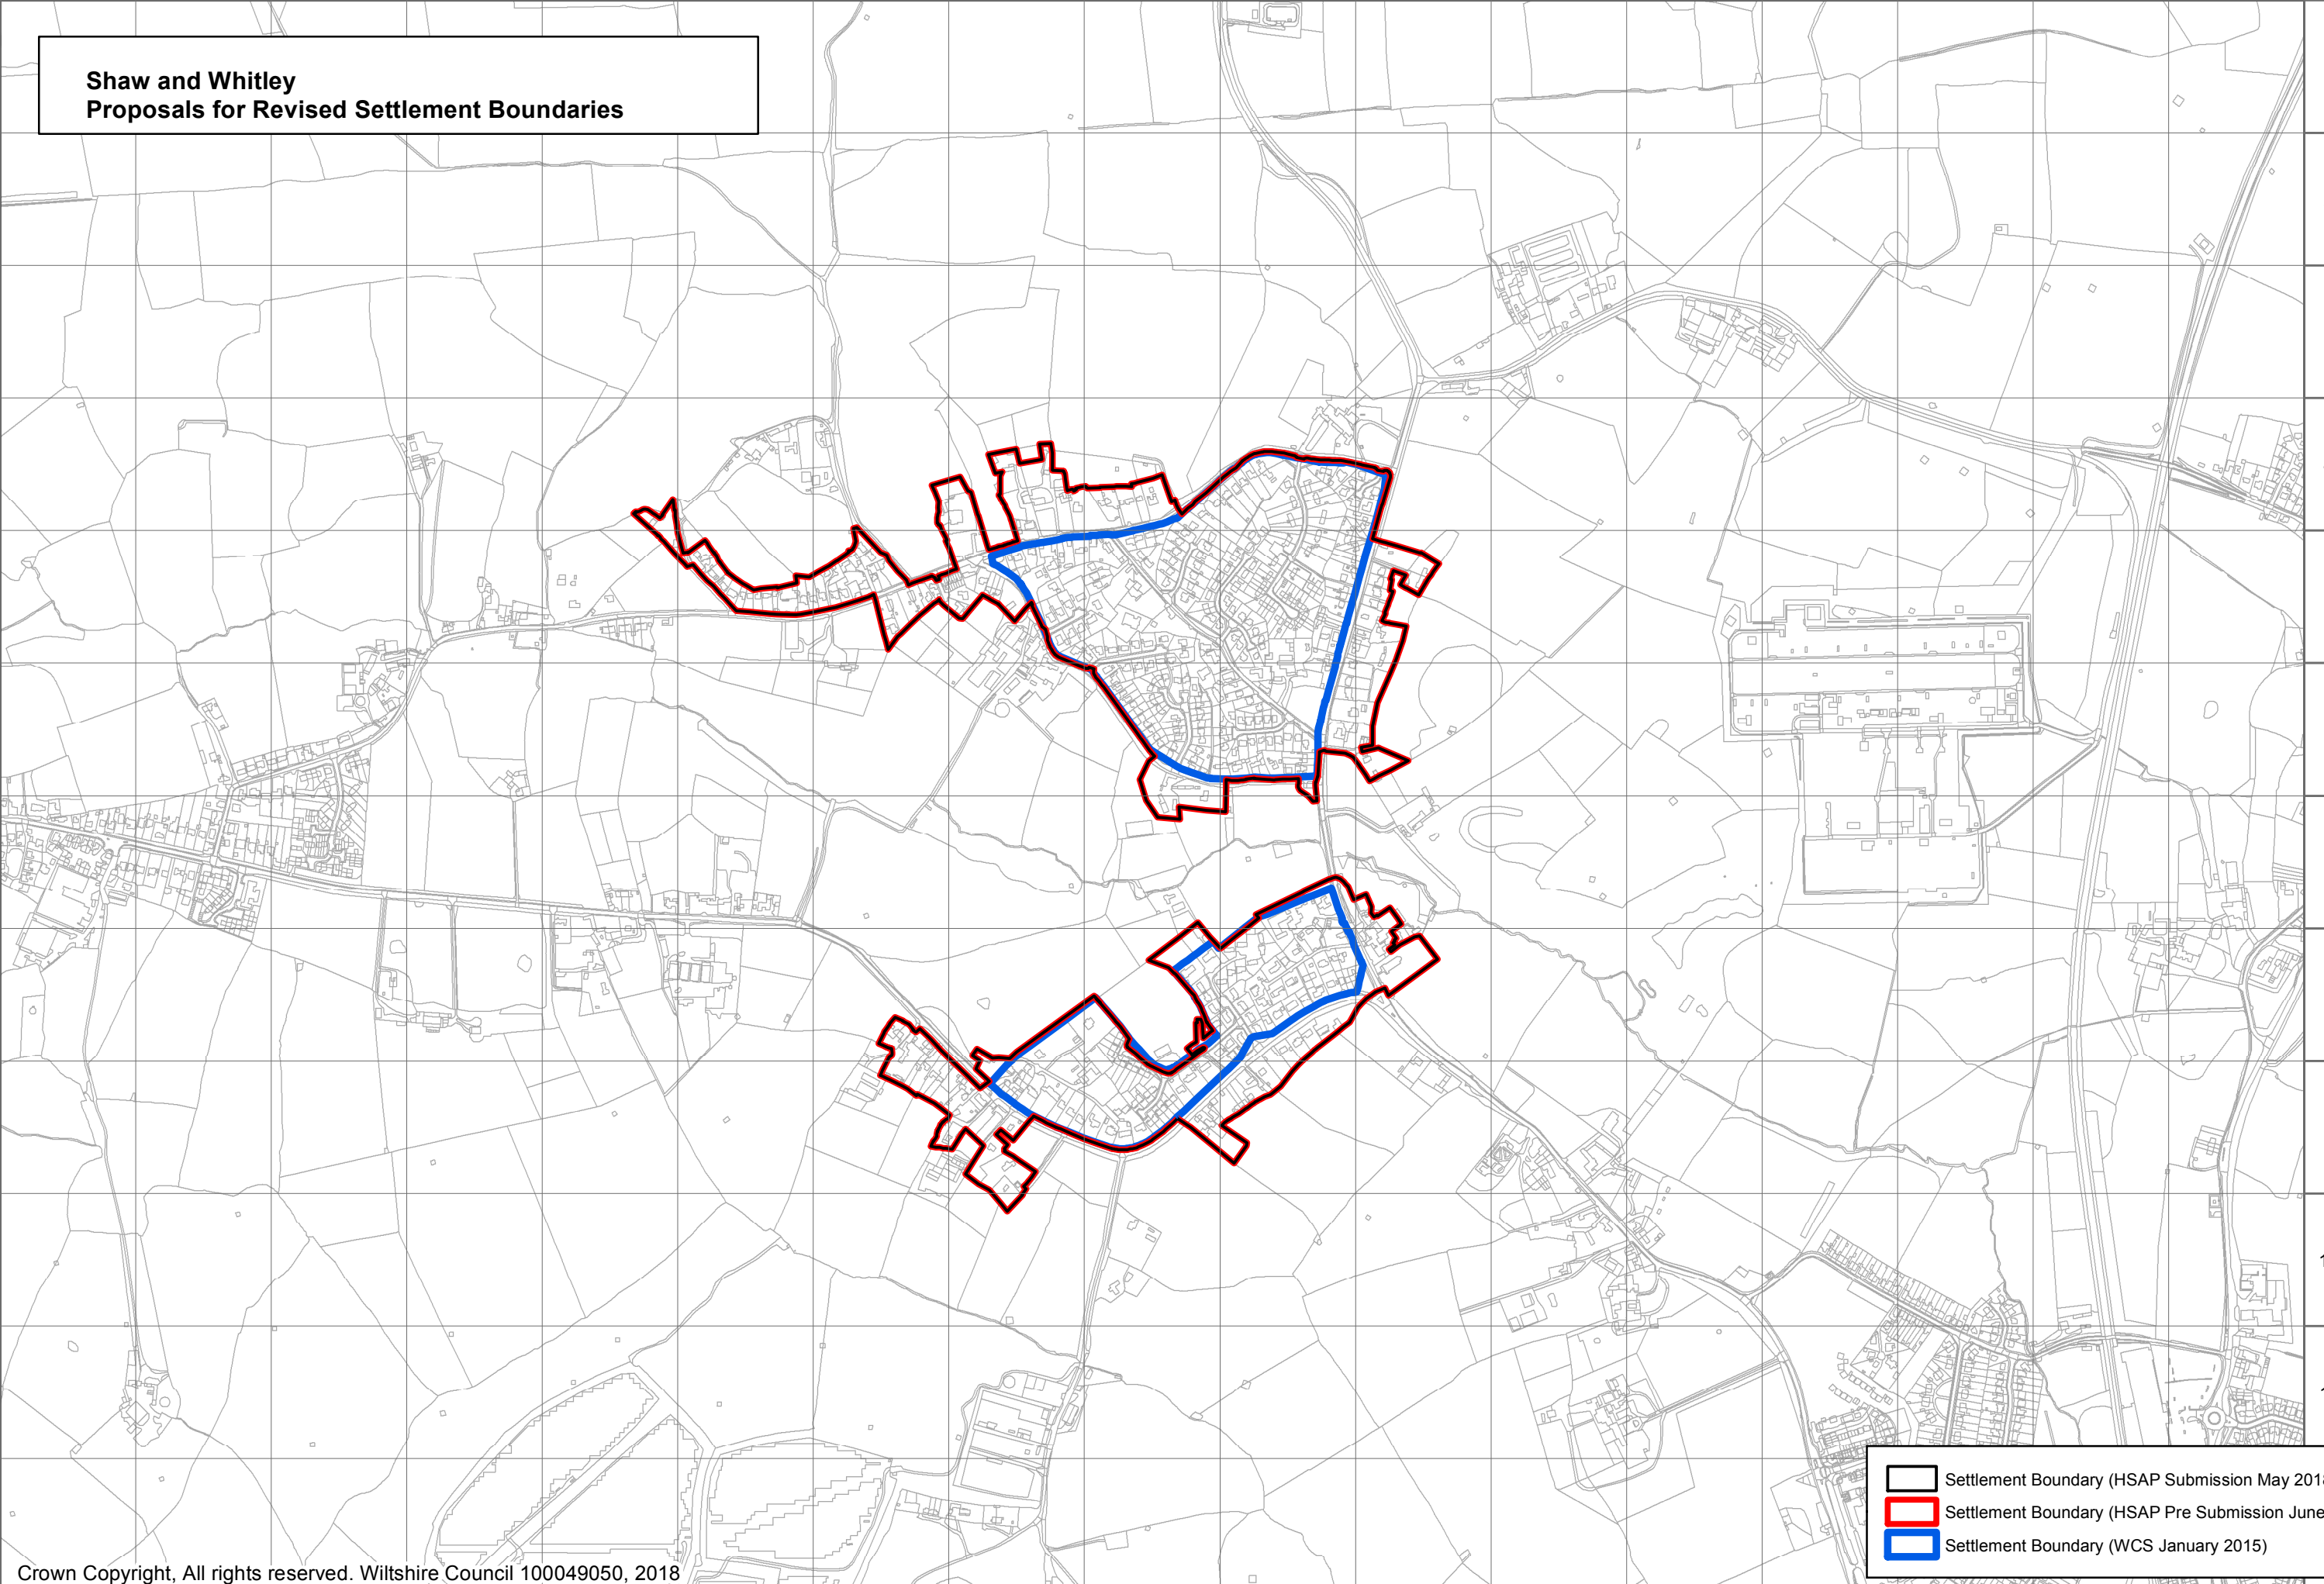 Shaw and Whitley
Proposals for Revised Settlement Boundaries
Settlement Boundary (HSAP Submission May 201
Settlement Boundary (HSAP Pre Submission June
Settlement Boundary (WCS January 2015)
Crown Copyright, All rights reserved. Wiltshire Council 100049050, 2018